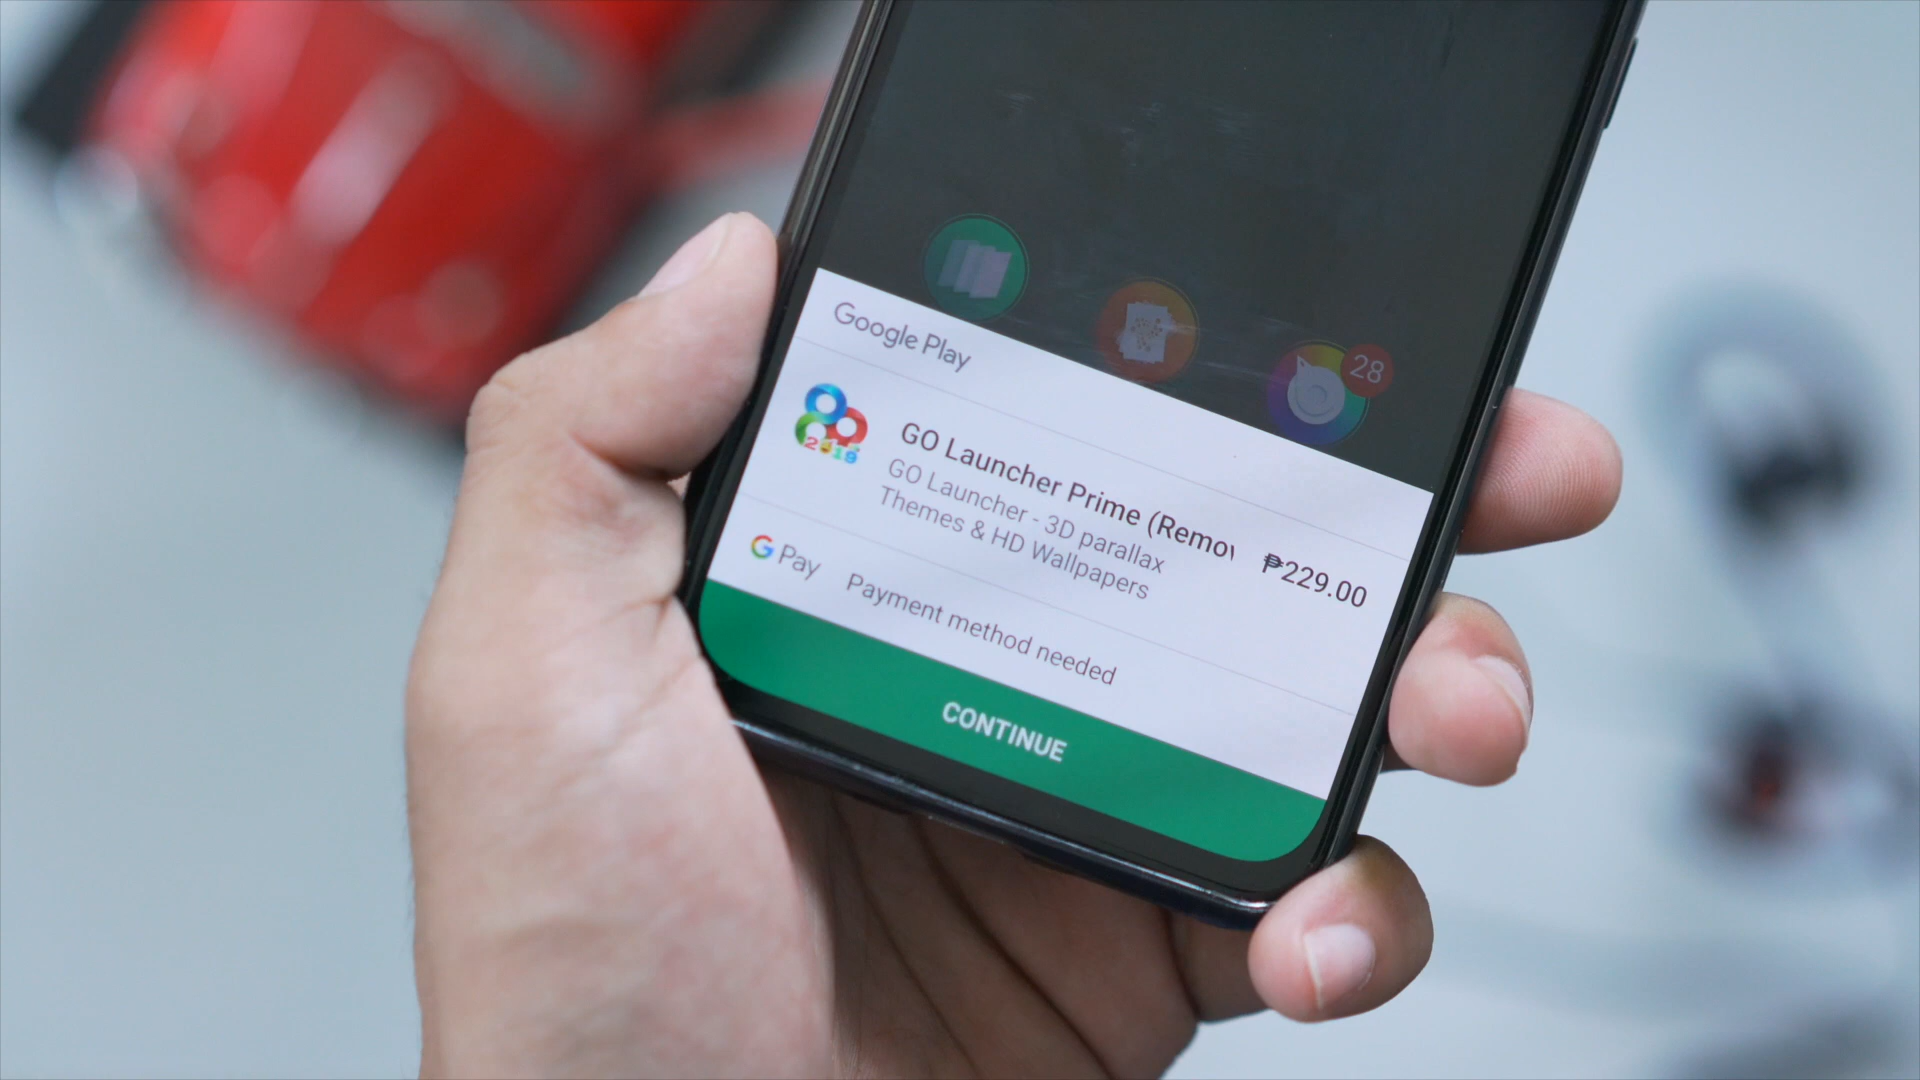 28
Google Play
2019
GO Launcher Prime (Remov
₱229.00
GO Launcher - 3D parallax
Themes & HD Wallpapers
G Pay
Payment method needed
CONTINUE